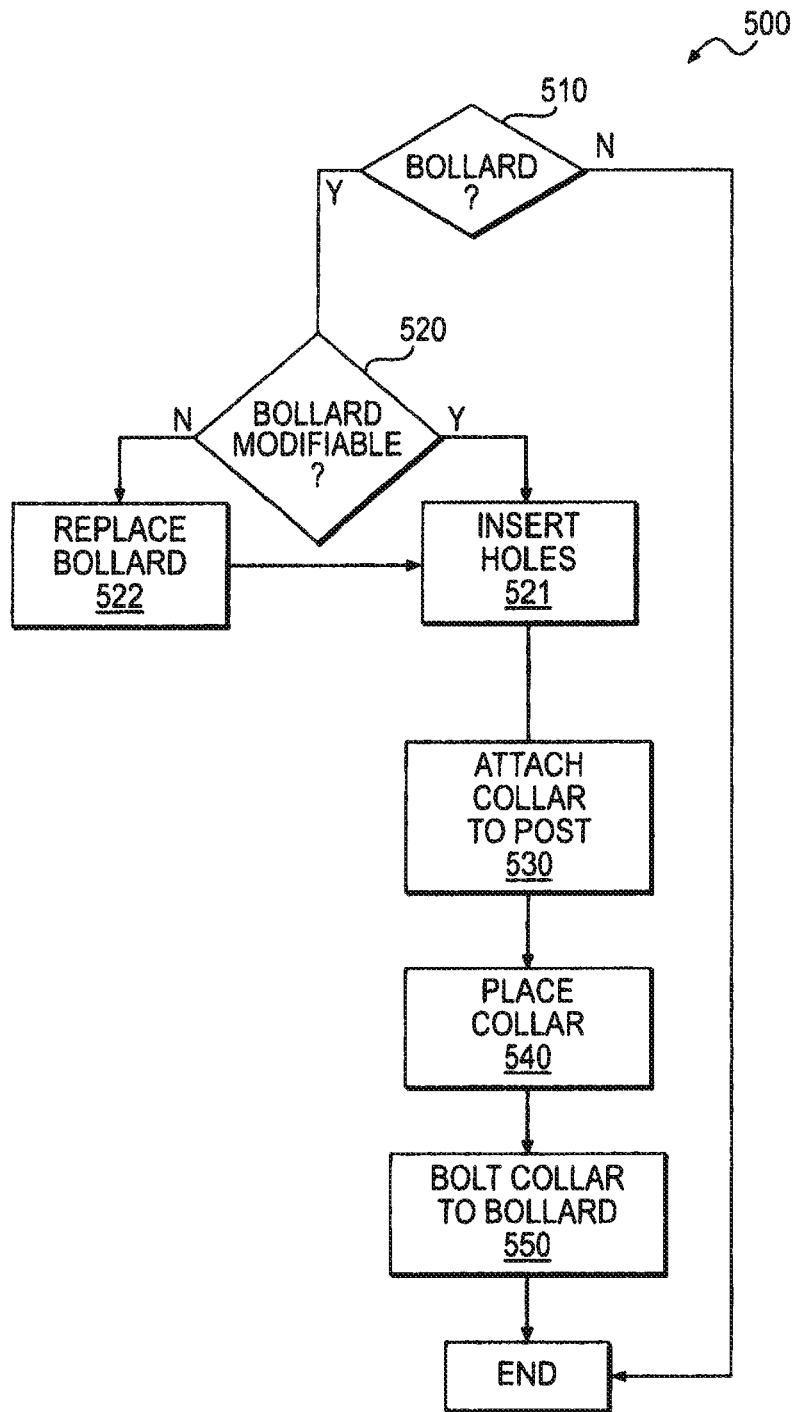 500
510
BOLLARD
?
N
Y
520
BOLLARD
MODIFIABLE
?
N
Y
REPLACE
BOLLARD
522
INSERT
HOLES
521
ATTACH
COLLAR
TO POST
530
PLACE
COLLAR
540
BOLT COLLAR
TO BOLLARD
550
END